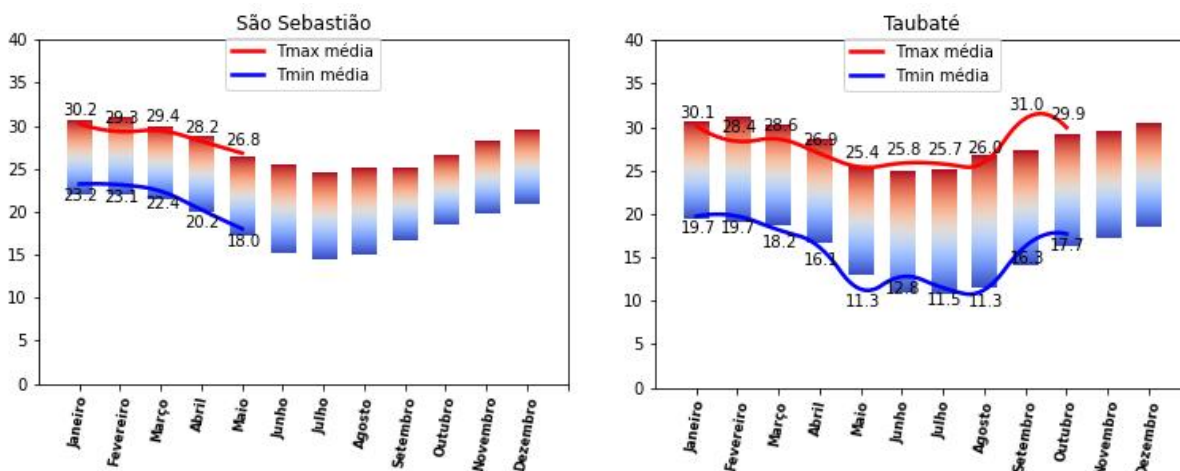 São Sebastião
40
35
30
25
20
15
10
5
0
Tmax média
Tmin média
30.2
29.3
29.4
28.2
26.8
23.2
23.1
22.4
20.2
18.0
Janeiro
Fevereiro
Março
Abril
Maio
Junho
Julho
Agosto
Setembro
Outubro
Novembro
Dezembro
Taubaté
40
35
30
25
20
15
10
5
0
Tmax média
Tmin média
30.1
28.4
28.6
26.9
25.4
25.8
25.7
26.0
31.0
29.9
19.7
19.7
18.2
16.1
11.3
12.8
11.5
11.3
16.3
17.7
Janeiro
Fevereiro
Março
Abril
Maio
Junho
Julho
Agosto
Setembro
Outubro
Novembro
Dezembro